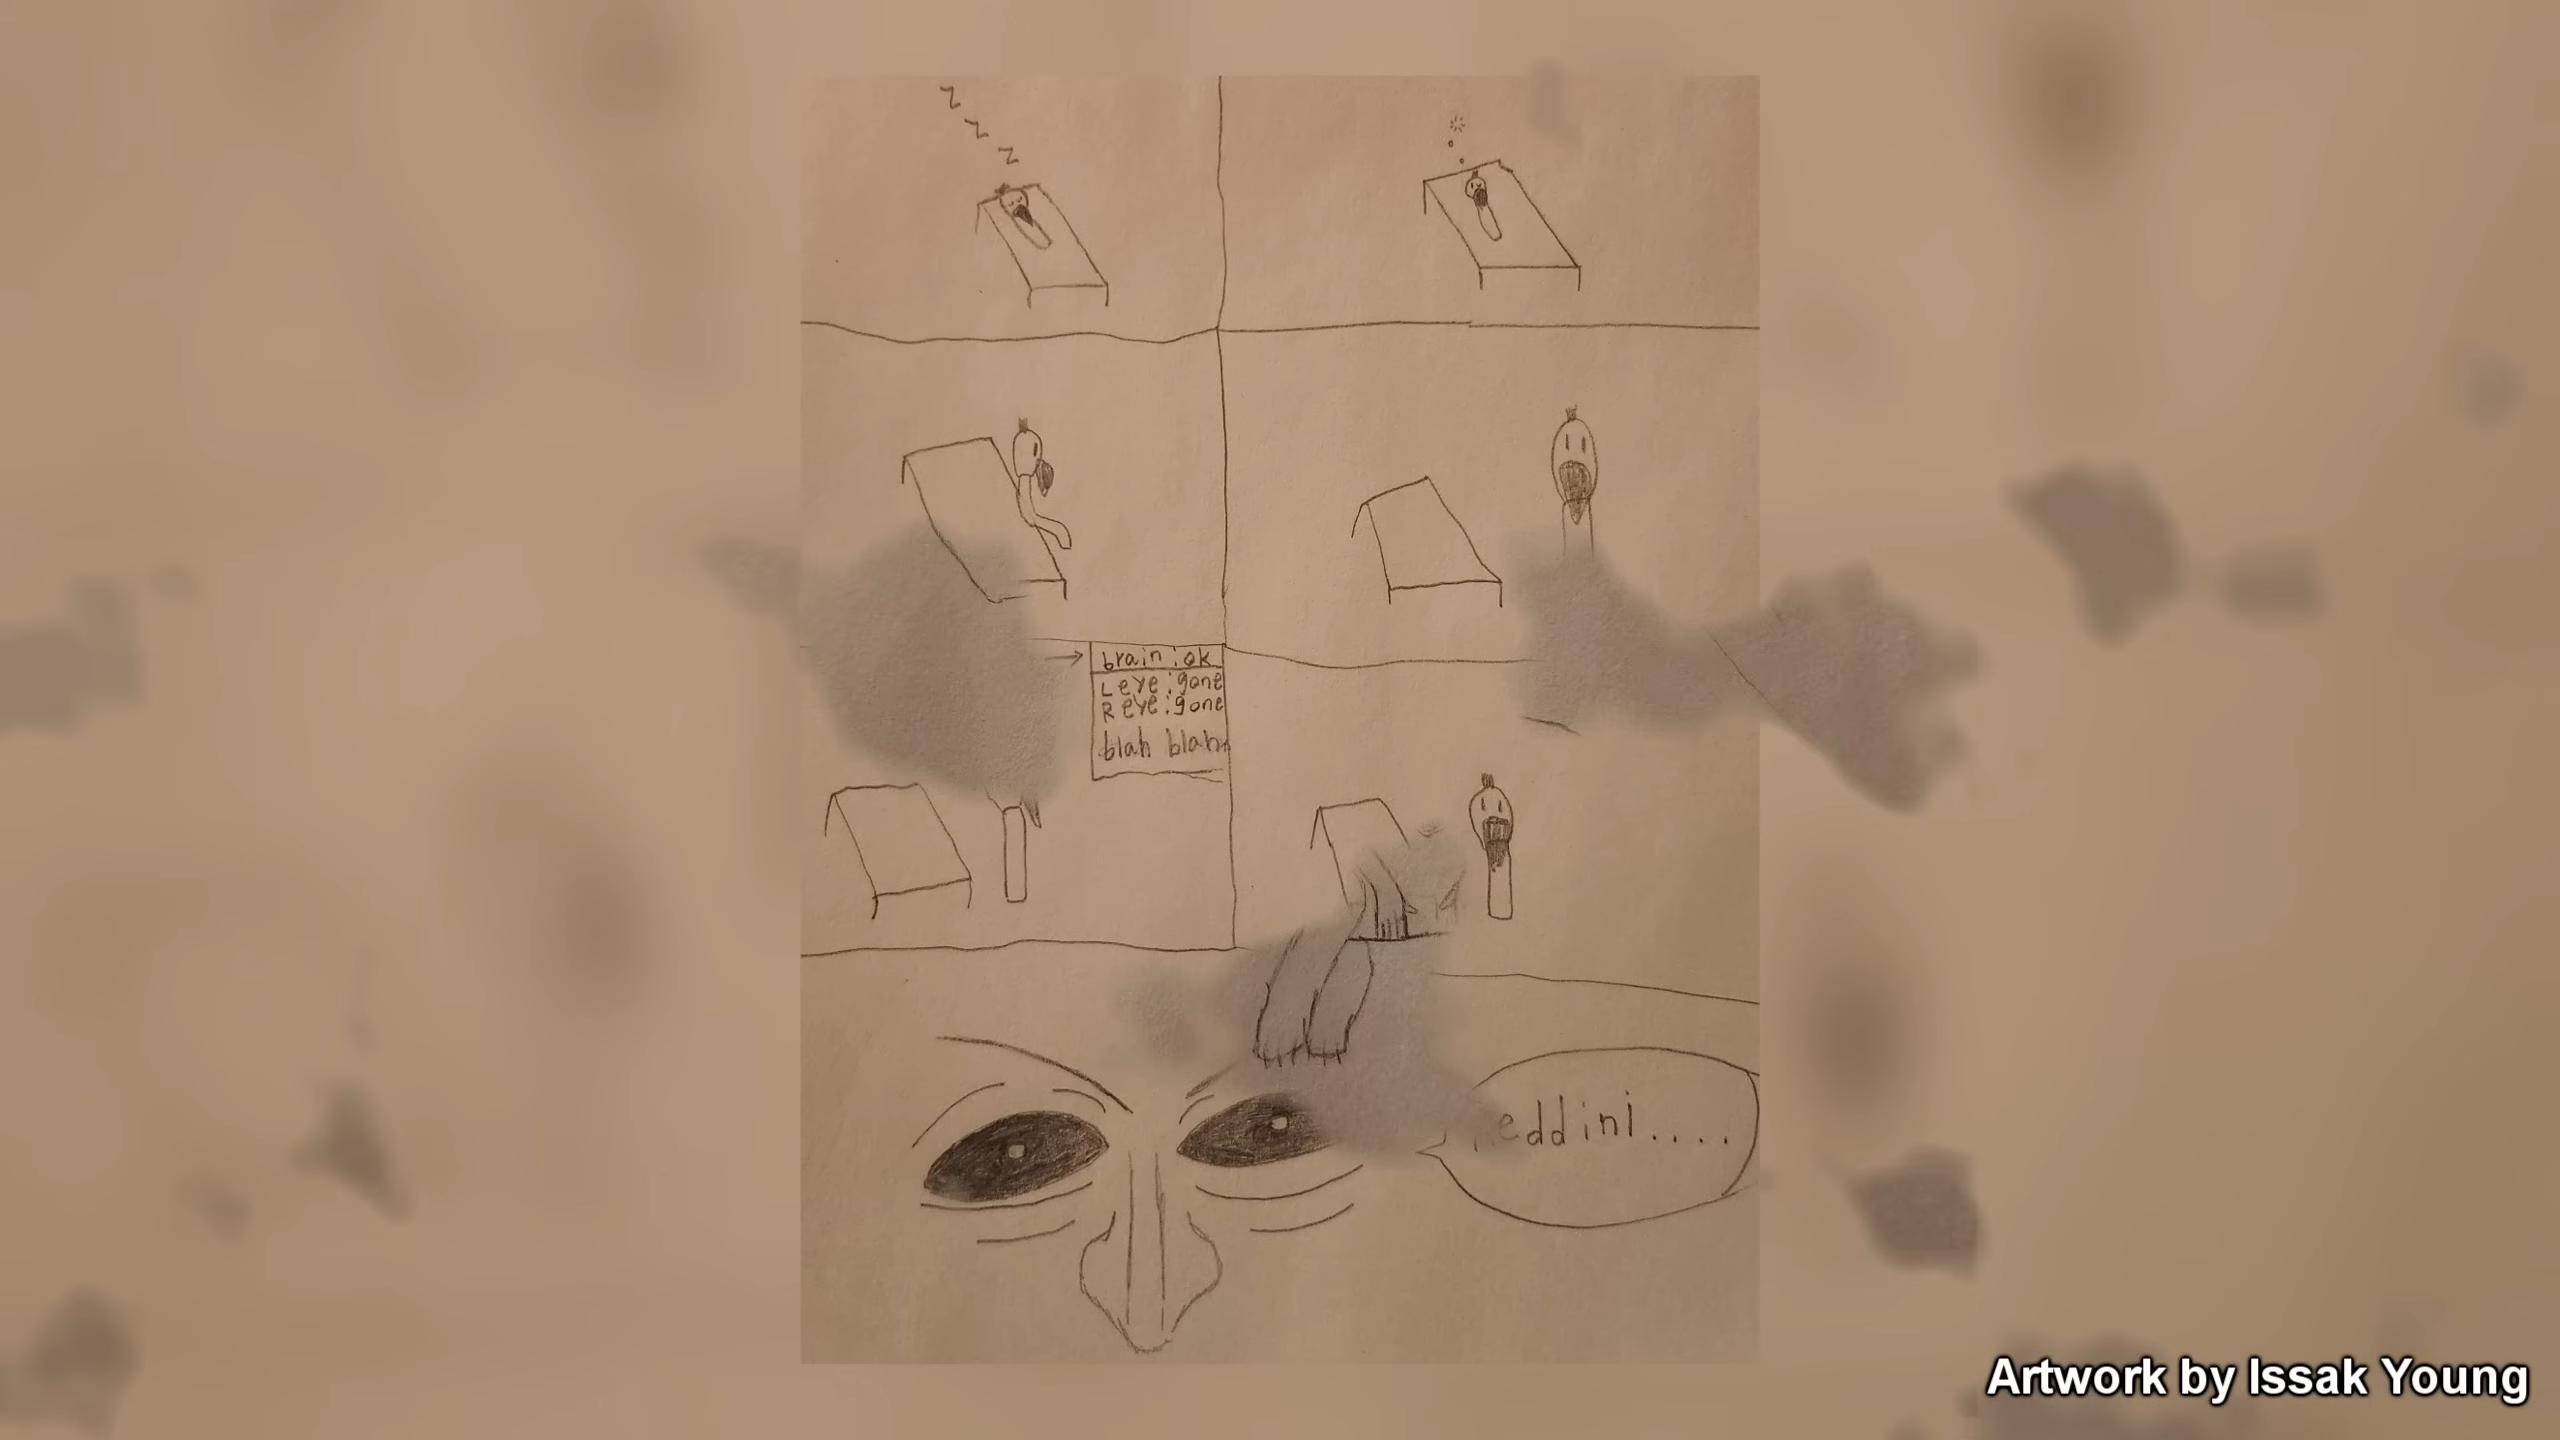 z
z
z
brain : ok
L eye : gone
R eye : gone
blah blah
eddini....
Artwork by Issak Young